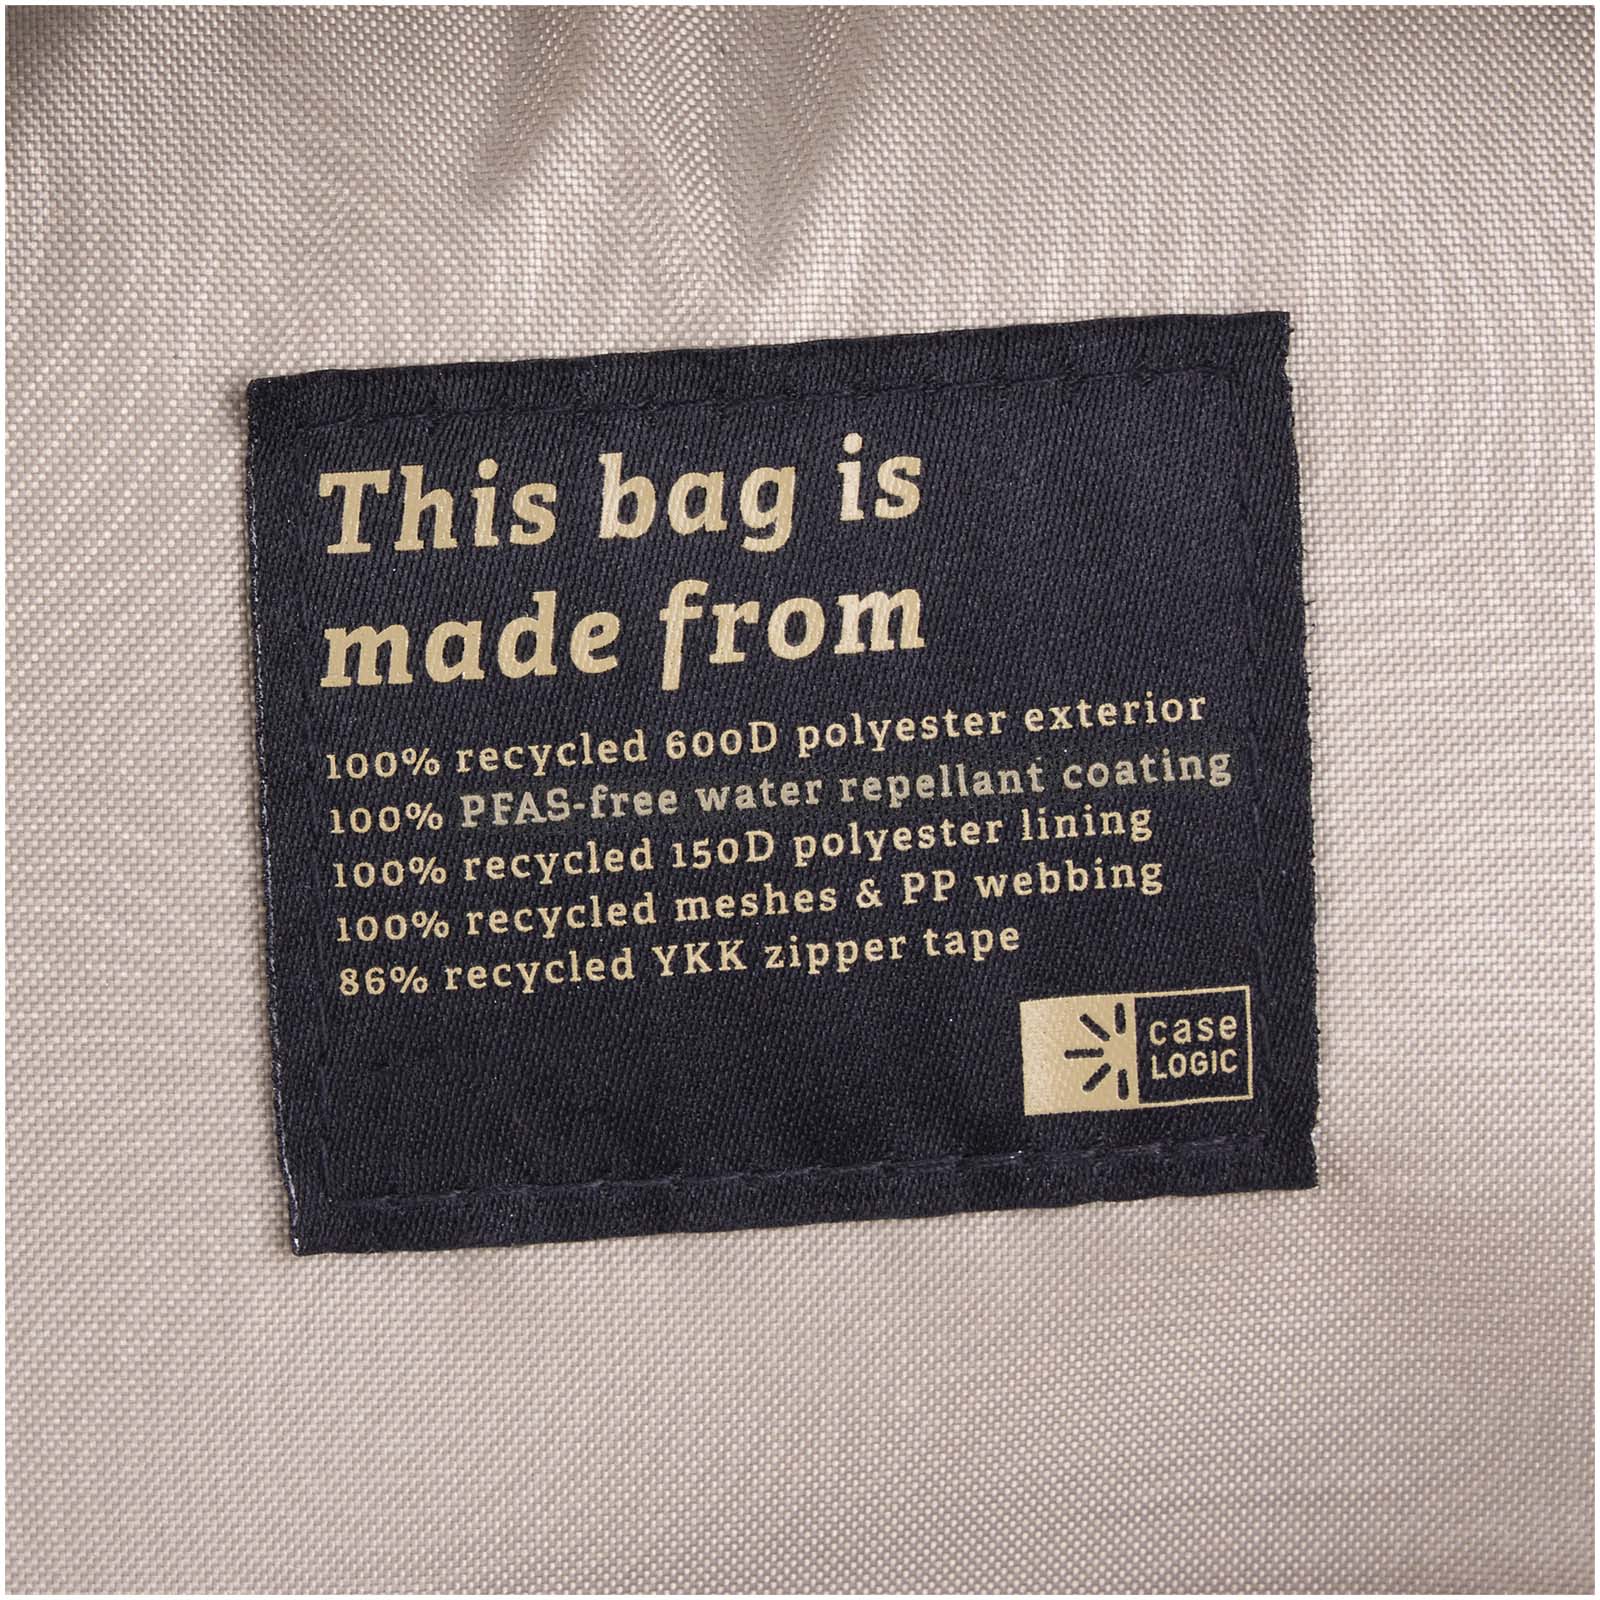 This bag is
made from
100% recycled 600D polyester exterior
100% PFAS-free water repellant coating
100% recycled 150D polyester lining
100% recycled meshes & PP webbing
86% recycled YKK zipper tape
case
LOGIC